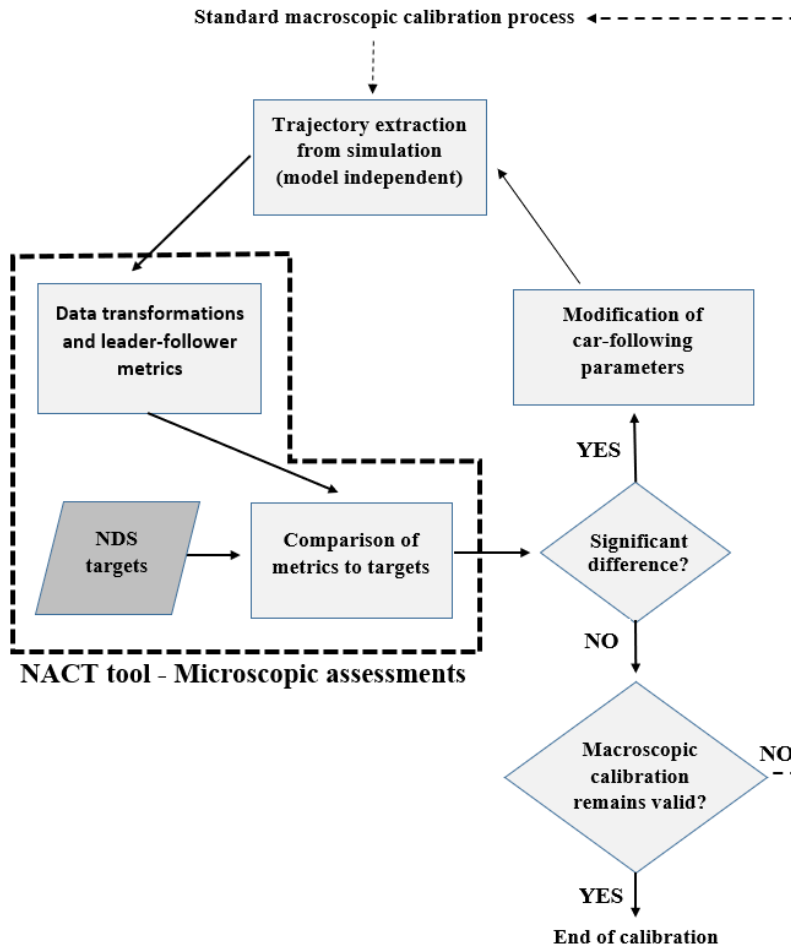 Standard macroscopic calibration process
Trajectory extraction
from simulation
(model independent)
Data transformations
and leader-follower
metrics
Modification of
car-following
parameters
YES
NDS
targets
Comparison of
metrics to targets
Significant
difference?
NO
NACT tool - Microscopic assessments
Macroscopic
calibration
remains valid?
NO
YES
End of calibration